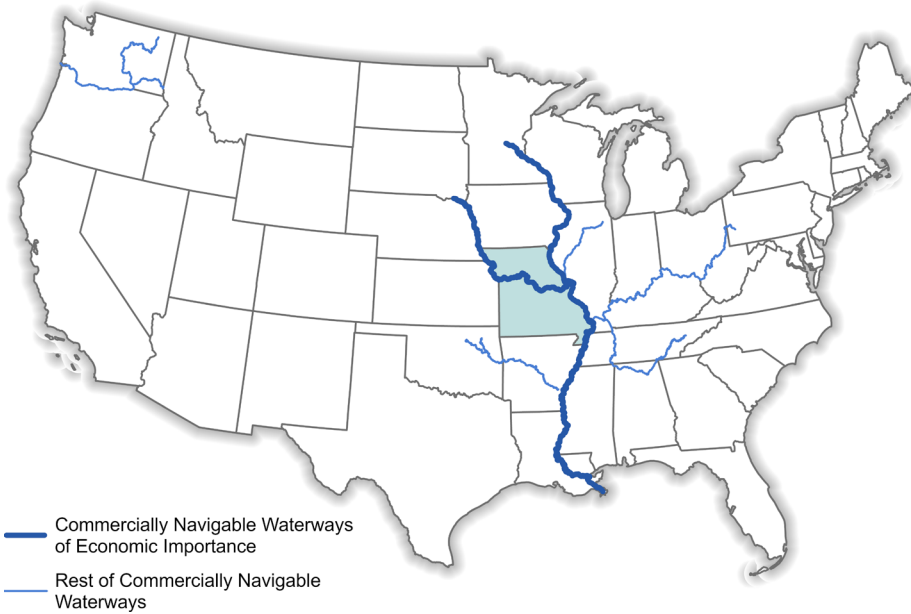 Commercially Navigable Waterways
of Economic Importance
Rest of Commercially Navigable
Waterways